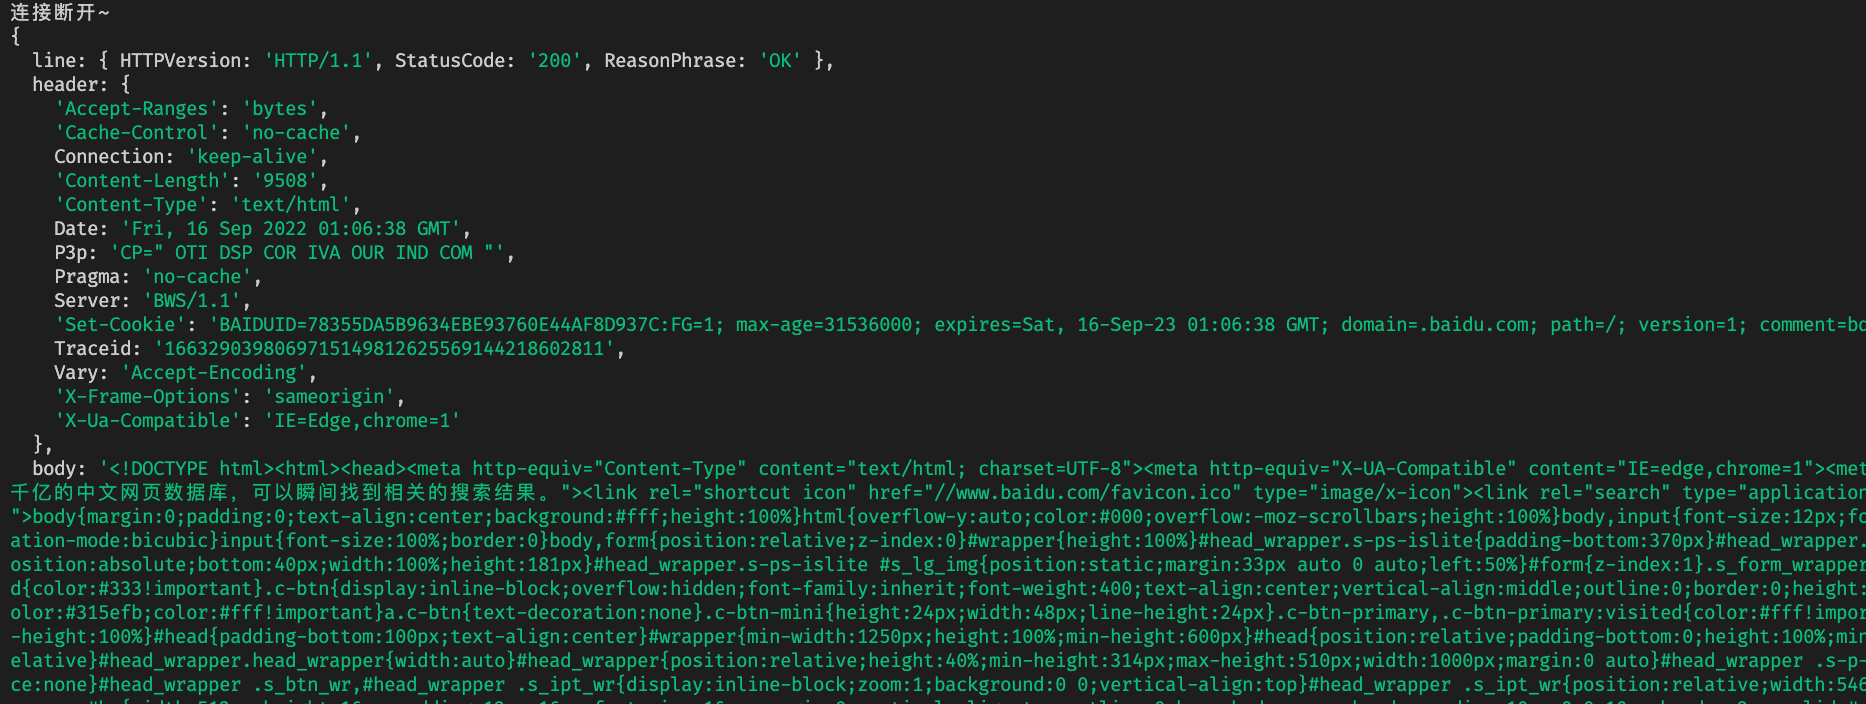 连接断开~
{
  line: { HTTPVersion: 'HTTP/1.1', StatusCode: '200', ReasonPhrase: 'OK' },
  header: {
    'Accept-Ranges': 'bytes',
    'Cache-Control': 'no-cache',
    Connection: 'keep-alive',
    'Content-Length': '9508',
    'Content-Type': 'text/html',
    Date: 'Fri, 16 Sep 2022 01:06:38 GMT',
    P3p: 'CP=" OTI DSP COR IVA OUR IND COM "',
    Pragma: 'no-cache',
    Server: 'BWS/1.1',
    'Set-Cookie': 'BAIDUID=78355DA5B9634EBE93760E44AF8D937C:FG=1; max-age=31536000; expires=Sat, 16-Sep-23 01:06:38 GMT; domain=.baidu.com; path=/; version=1; comment=bd
    Traceid: '1663290398069715149812625569144218602811',
    Vary: 'Accept-Encoding',
    'X-Frame-Options': 'sameorigin',
    'X-Ua-Compatible': 'IE=Edge,chrome=1'
  },
  body: '<!DOCTYPE html><html><head><meta http-equiv="Content-Type" content="text/html; charset=UTF-8"><meta http-equiv="X-UA-Compatible" content="IE=edge,chrome=1"><met
千亿的中文网页数据库，可以瞬间找到相关的搜索结果。"><link rel="shortcut icon" href="//www.baidu.com/favicon.ico" type="image/x-icon"><link rel="search" type="application
">body{margin:0;padding:0;text-align:center;background:#fff;height:100%}html{overflow-y:auto;color:#000;overflow:-moz-scrollbars;height:100%}body,input{font-size:12px;fo
ation-mode:bicubic}input{font-size:100%;border:0}body,form{position:relative;z-index:0}#wrapper{height:100%}#head_wrapper.s-ps-islite{padding-bottom:370px}#head_wrapper.
osition:absolute;bottom:40px;width:100%;height:181px}#head_wrapper.s-ps-islite #s_lg_img{position:static;margin:33px auto 0 auto;left:50%}#form{z-index:1}.s_form_wrapper
d{color:#333!important}.c-btn{display:inline-block;overflow:hidden;font-family:inherit;font-weight:400;text-align:center;vertical-align:middle;outline:0;border:0;height:
olor:#315efb;color:#fff!important}a.c-btn{text-decoration:none}.c-btn-mini{height:24px;width:48px;line-height:24px}.c-btn-primary,.c-btn-primary:visited{color:#fff!impor
-height:100%}#head{padding-bottom:100px;text-align:center}#wrapper{min-width:1250px;height:100%;min-height:600px}#head{position:relative;padding-bottom:0;height:100%;min
elative}#head_wrapper.head_wrapper{width:auto}#head_wrapper{position:relative;height:40%;min-height:314px;max-height:510px;width:1000px;margin:0 auto}#head_wrapper .s-p-
ce:none}#head_wrapper .s_btn_wr,#head_wrapper .s_ipt_wr{display:inline-block;zoom:1;background:0 0;vertical-align:top}#head_wrapper .s_ipt_wr{position:relative;width:546